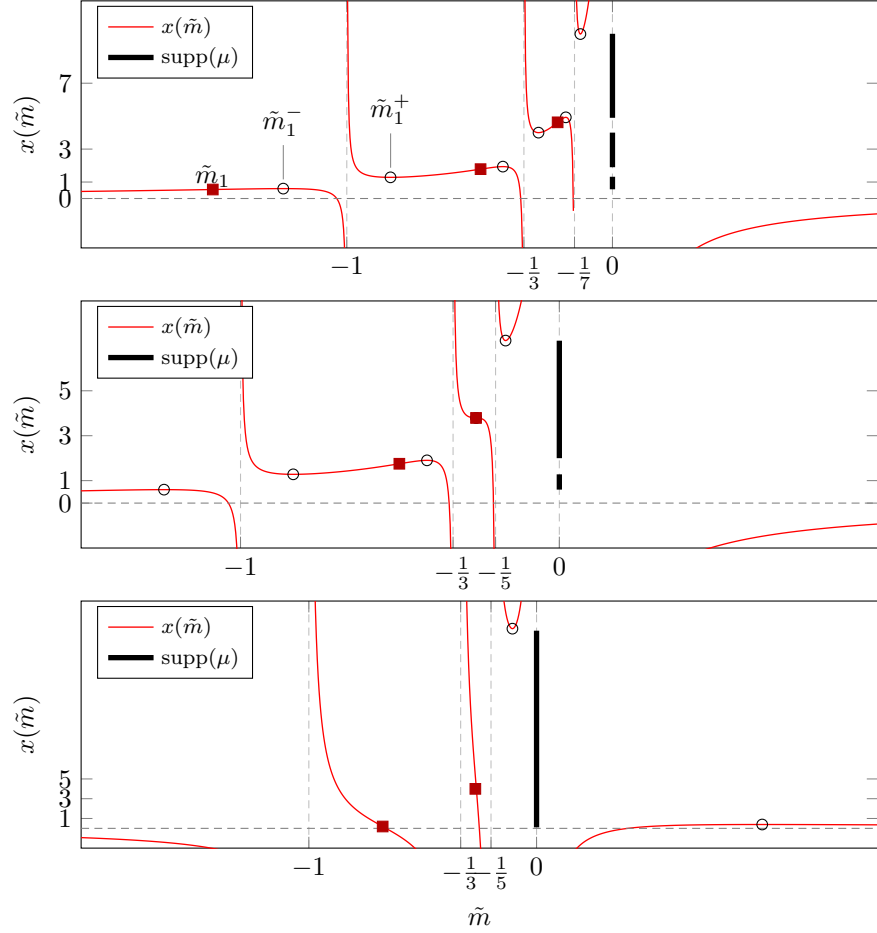 x(m̃)
supp(μ)
m̃₁⁻
m̃₁⁺
m̃₁
x(m̃)
7
3
1
0
−1
−1/3
−1/7
0
x(m̃)
supp(μ)
x(m̃)
5
3
1
0
−1
−1/3
−1/5
0
x(m̃)
supp(μ)
x(m̃)
5
3
1
−1
−1/3
−1/5
0
m̃